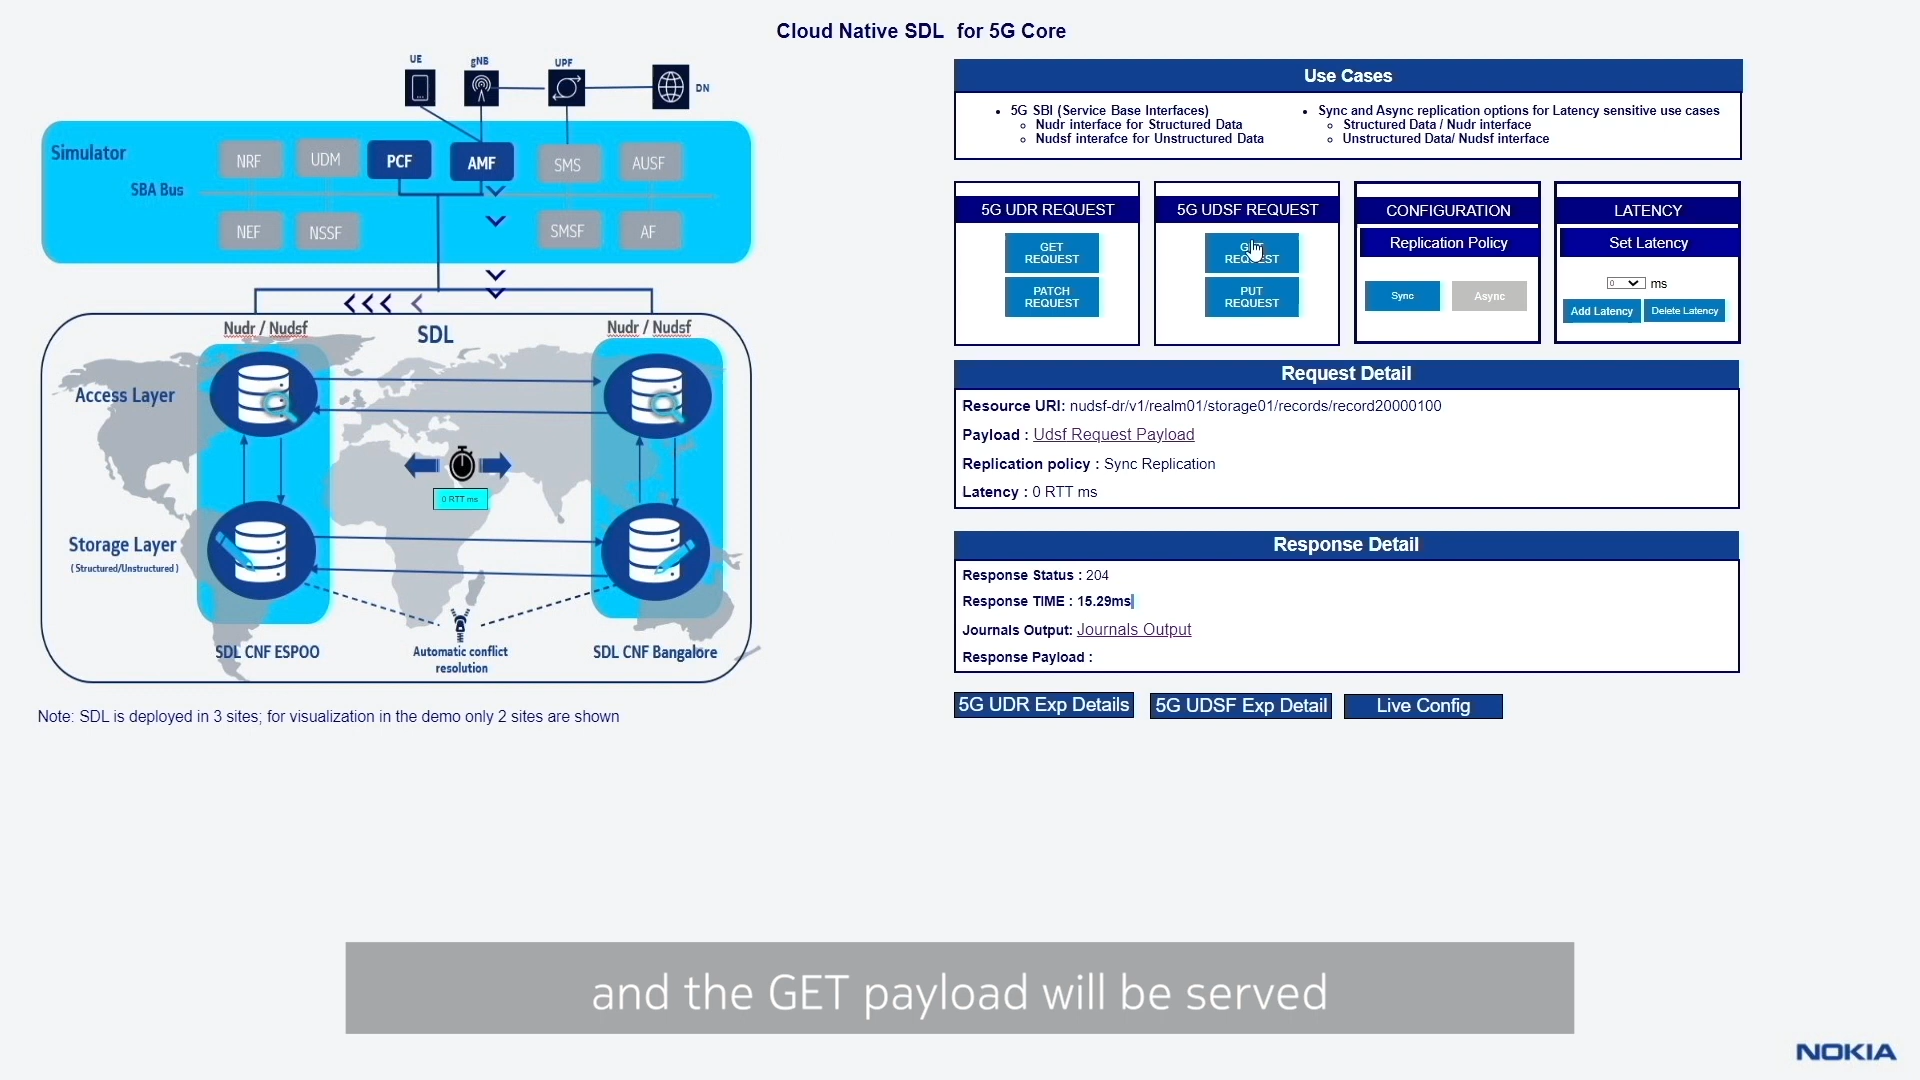 Cloud Native SDL for 5G Core
UE
gNB
UPF
DN
Simulator
NRF
UDM
PCF
AMF
SMS
AUSF
SBA Bus
NEF
NSSF
SMSF
AF
Nudr / Nudsf
SDL
Nudr / Nudsf
Access Layer
0 RTT ms
Storage Layer
( Structured/Unstructured )
SDL CNF ESPOO
Automatic conflict
resolution
SDL CNF Bangalore
Note: SDL is deployed in 3 sites; for visualization in the demo only 2 sites are shown
Use Cases
5G SBI (Service Base Interfaces)
Nudr interface for Structured Data
Nudsf interafce for Unstructured Data
Sync and Async replication options for Latency sensitive use cases
Structured Data / Nudr interface
Unstructured Data/ Nudsf interface
5G UDR REQUEST
GET
REQUEST
PATCH
REQUEST
5G UDSF REQUEST
REQUEST
PUT
REQUEST
CONFIGURATION
Replication Policy
Sync
Async
LATENCY
Set Latency
0 ms
Add Latency
Delete Latency
Request Detail
Resource URI: nudsf-dr/v1/realm01/storage01/records/record20000100
Payload : Udsf Request Payload
Replication policy : Sync Replication
Latency : 0 RTT ms
Response Detail
Response Status : 204
Response TIME : 15.29ms
Journals Output: Journals Output
Response Payload :
5G UDR Exp Details
5G UDSF Exp Detail
Live Config
and the GET payload will be served
NOKIA